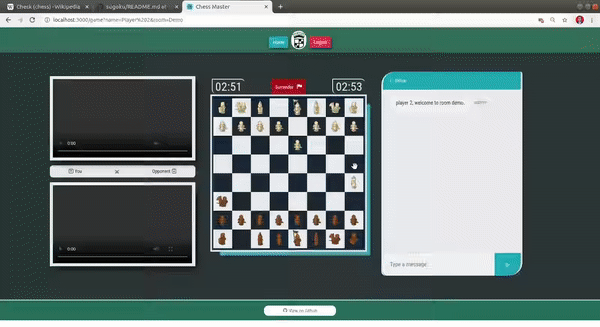 Check (chess) - Wikipedia
sugoku/README.md at
Chess Master
localhost:3000/game?name=Player%202&room=Demo
Home
Logout
02:51
Surrender
02:53
0:00
You
Opponent
0:00
player 2, welcome to room demo.
Type a message
View on Github